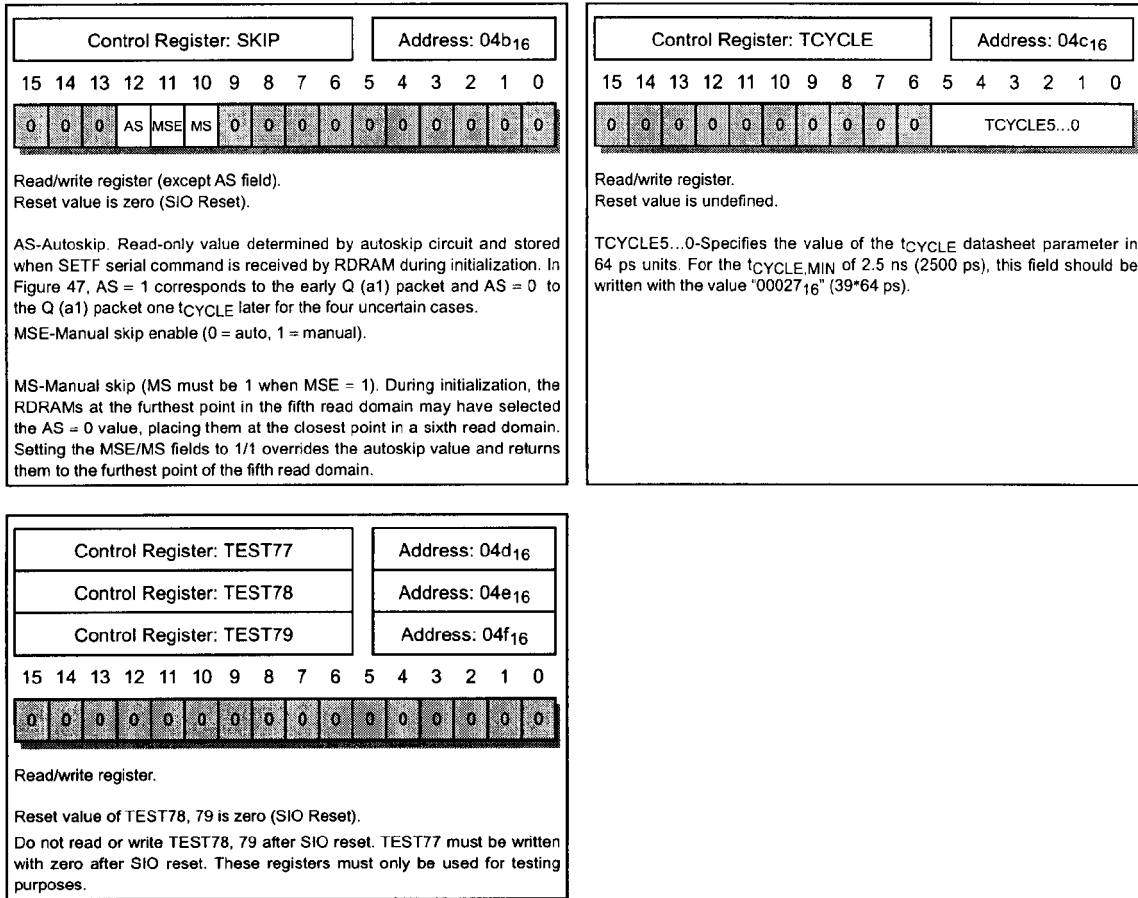 Control Register: SKIP Address: 04b16
15 14 13 12 11 10 9 8 7 6 5 4 3 2 1 0
0 0 0 AS MSE MS 0 0 0 0 0 0 0 0 0 0
Read/write register (except AS field).
Reset value is zero (SIO Reset).
AS-Autoskip. Read-only value determined by autoskip circuit and stored
when SETF serial command is received by RDRAM during initialization. In
Figure 47, AS = 1 corresponds to the early Q (a1) packet and AS = 0 to
the Q (a1) packet one tCYCLE later for the four uncertain cases.
MSE-Manual skip enable (0 = auto, 1 = manual).
MS-Manual skip (MS must be 1 when MSE = 1). During initialization, the
RDRAMs at the furthest point in the fifth read domain may have selected
the AS = 0 value, placing them at the closest point in a sixth read domain.
Setting the MSE/MS fields to 1/1 overrides the autoskip value and returns
them to the furthest point of the fifth read domain.
Control Register: TCYCLE Address: 04c16
15 14 13 12 11 10 9 8 7 6 5 4 3 2 1 0
0 0 0 0 0 0 0 0 0 0 TCYCLE5...0
Read/write register.
Reset value is undefined.
TCYCLE5...0-Specifies the value of the tCYCLE datasheet parameter in
64 ps units. For the tCYCLE,MIN of 2.5 ns (2500 ps), this field should be
written with the value "0002716" (39*64 ps).
Control Register: TEST77 Address: 04d16
Control Register: TEST78 Address: 04e16
Control Register: TEST79 Address: 04f16
15 14 13 12 11 10 9 8 7 6 5 4 3 2 1 0
0 0 0 0 0 0 0 0 0 0 0 0 0 0 0 0
Read/write register.
Reset value of TEST78, 79 is zero (SIO Reset).
Do not read or write TEST78, 79 after SIO reset. TEST77 must be written
with zero after SIO reset. These registers must only be used for testing
purposes.